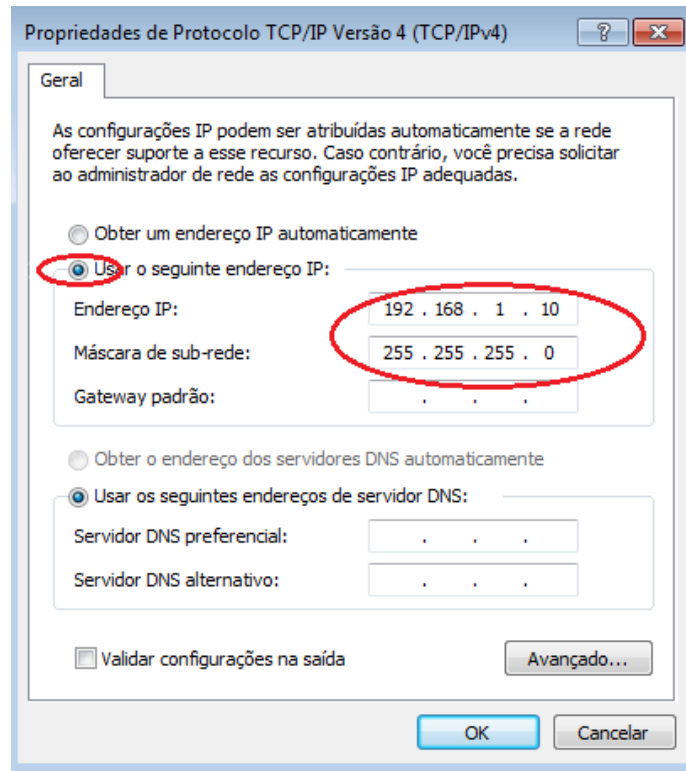 Propriedades de Protocolo TCP/IP Versão 4 (TCP/IPv4)
Geral
As configurações IP podem ser atribuídas automaticamente se a rede
oferecer suporte a esse recurso. Caso contrário, você precisa solicitar
ao administrador de rede as configurações IP adequadas.
Obter um endereço IP automaticamente
Usar o seguinte endereço IP:
Endereço IP: 192 . 168 . 1 . 10
Máscara de sub-rede: 255 . 255 . 255 . 0
Gateway padrão: . . .
Obter o endereço dos servidores DNS automaticamente
Usar os seguintes endereços de servidor DNS:
Servidor DNS preferencial: . . .
Servidor DNS alternativo: . . .
Validar configurações na saída Avançado...
OK Cancelar